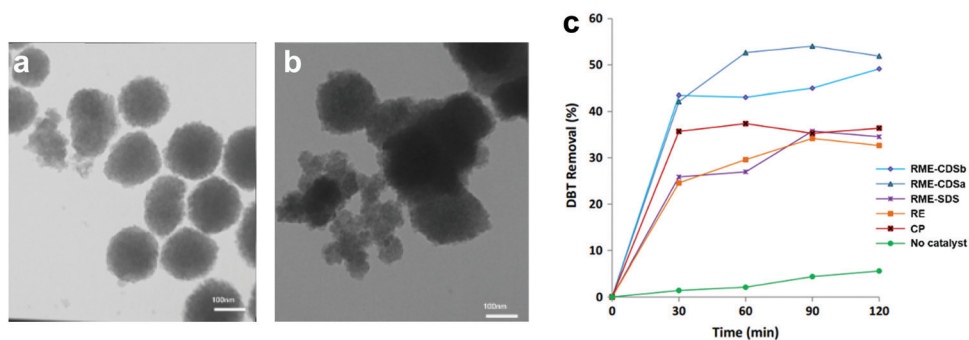 a
100nm
b
100nm
c
DBT Removal (%)
60
50
40
30
20
10
0
0 30 60 90 120
Time (min)
RME-CDSb
RME-CDSa
RME-SDS
RE
CP
No catalyst